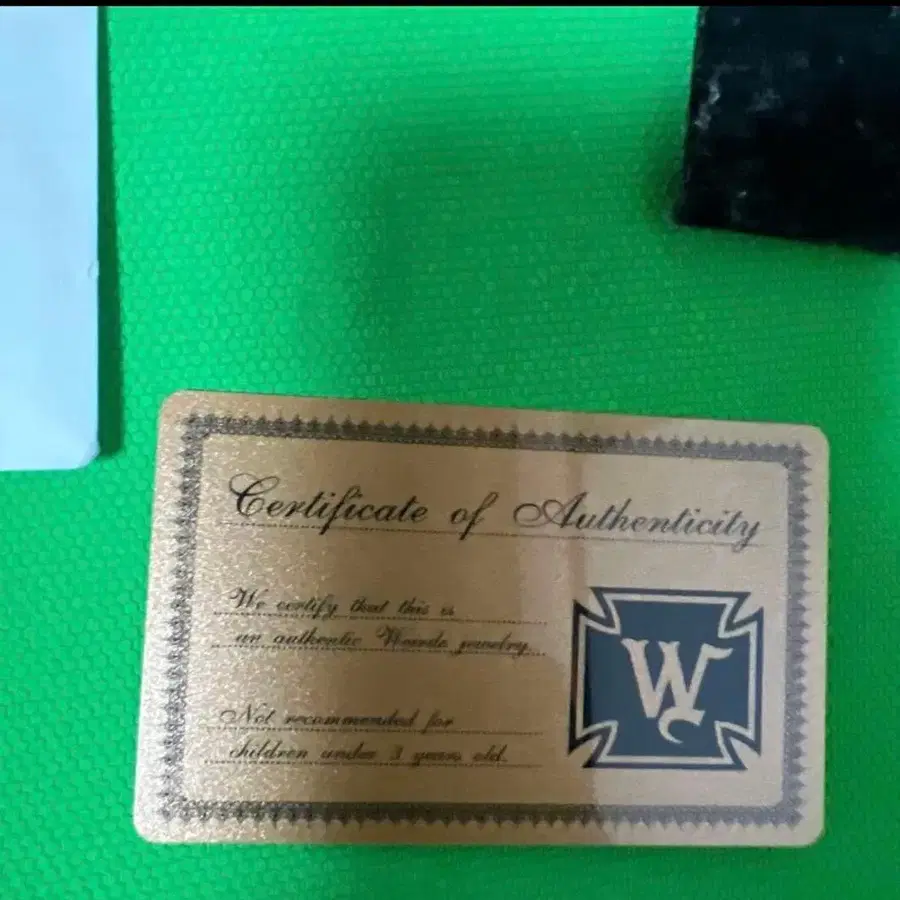 Certificate of Authenticity
We certify that this is
an authentic Weirdo jewelry.
Not recommended for
children under 3 years old.
W